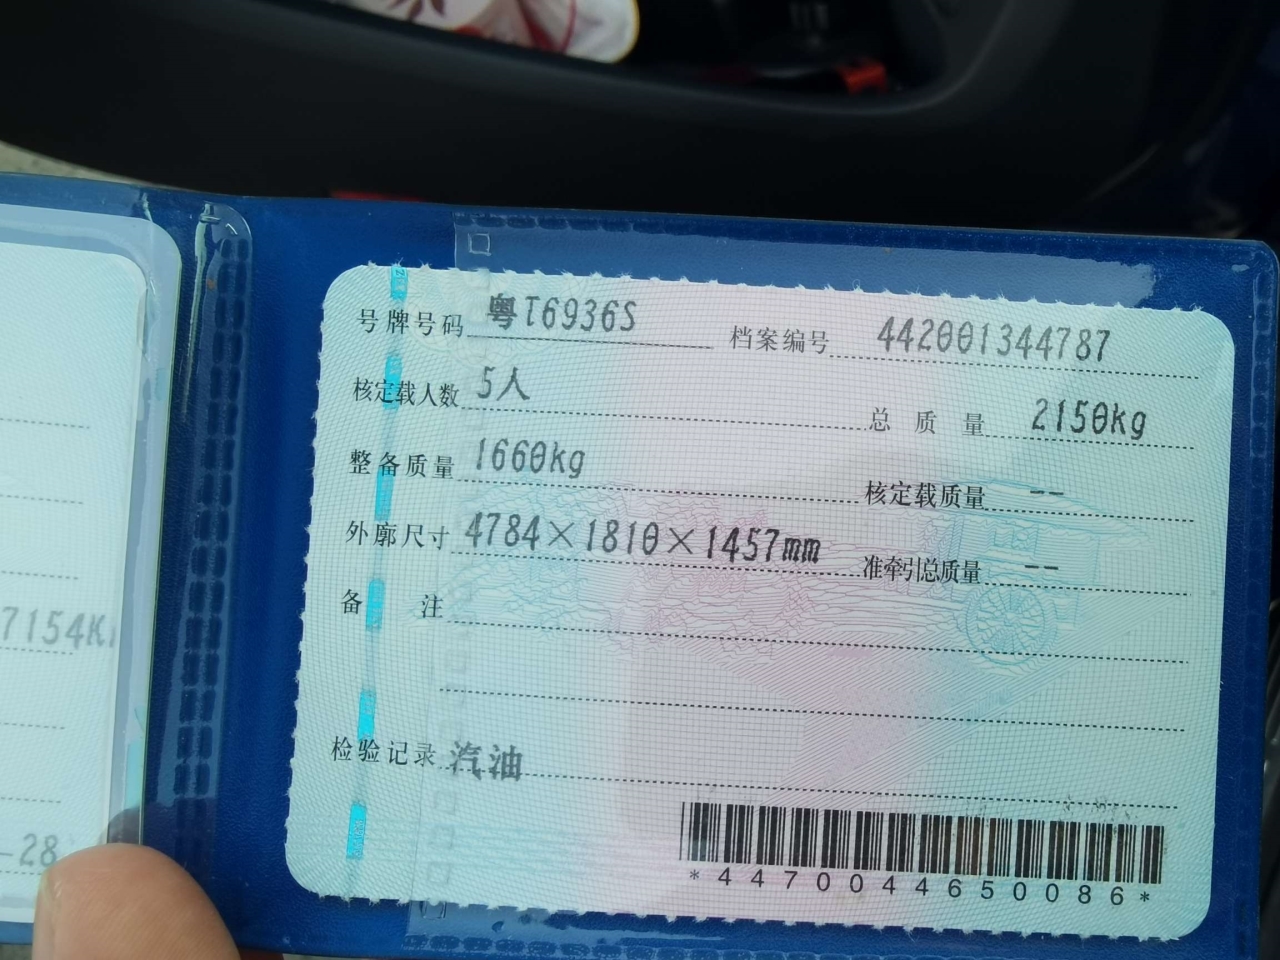 号牌号码 粤T6936S 档案编号 442001344787
核定载人数 5人 总质量 2150kg
整备质量 1660kg 核定载质量 --
外廓尺寸 4784×1810×1457mm 准牵引总质量 --
备注
检验记录 汽油
*4470044650086*
7154K
-28